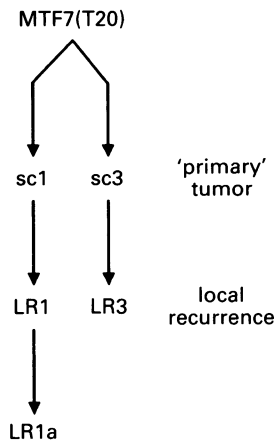 MTF7(T20)
sc1 sc3 'primary'
tumor
LR1 LR3 local
recurrence
LR1a